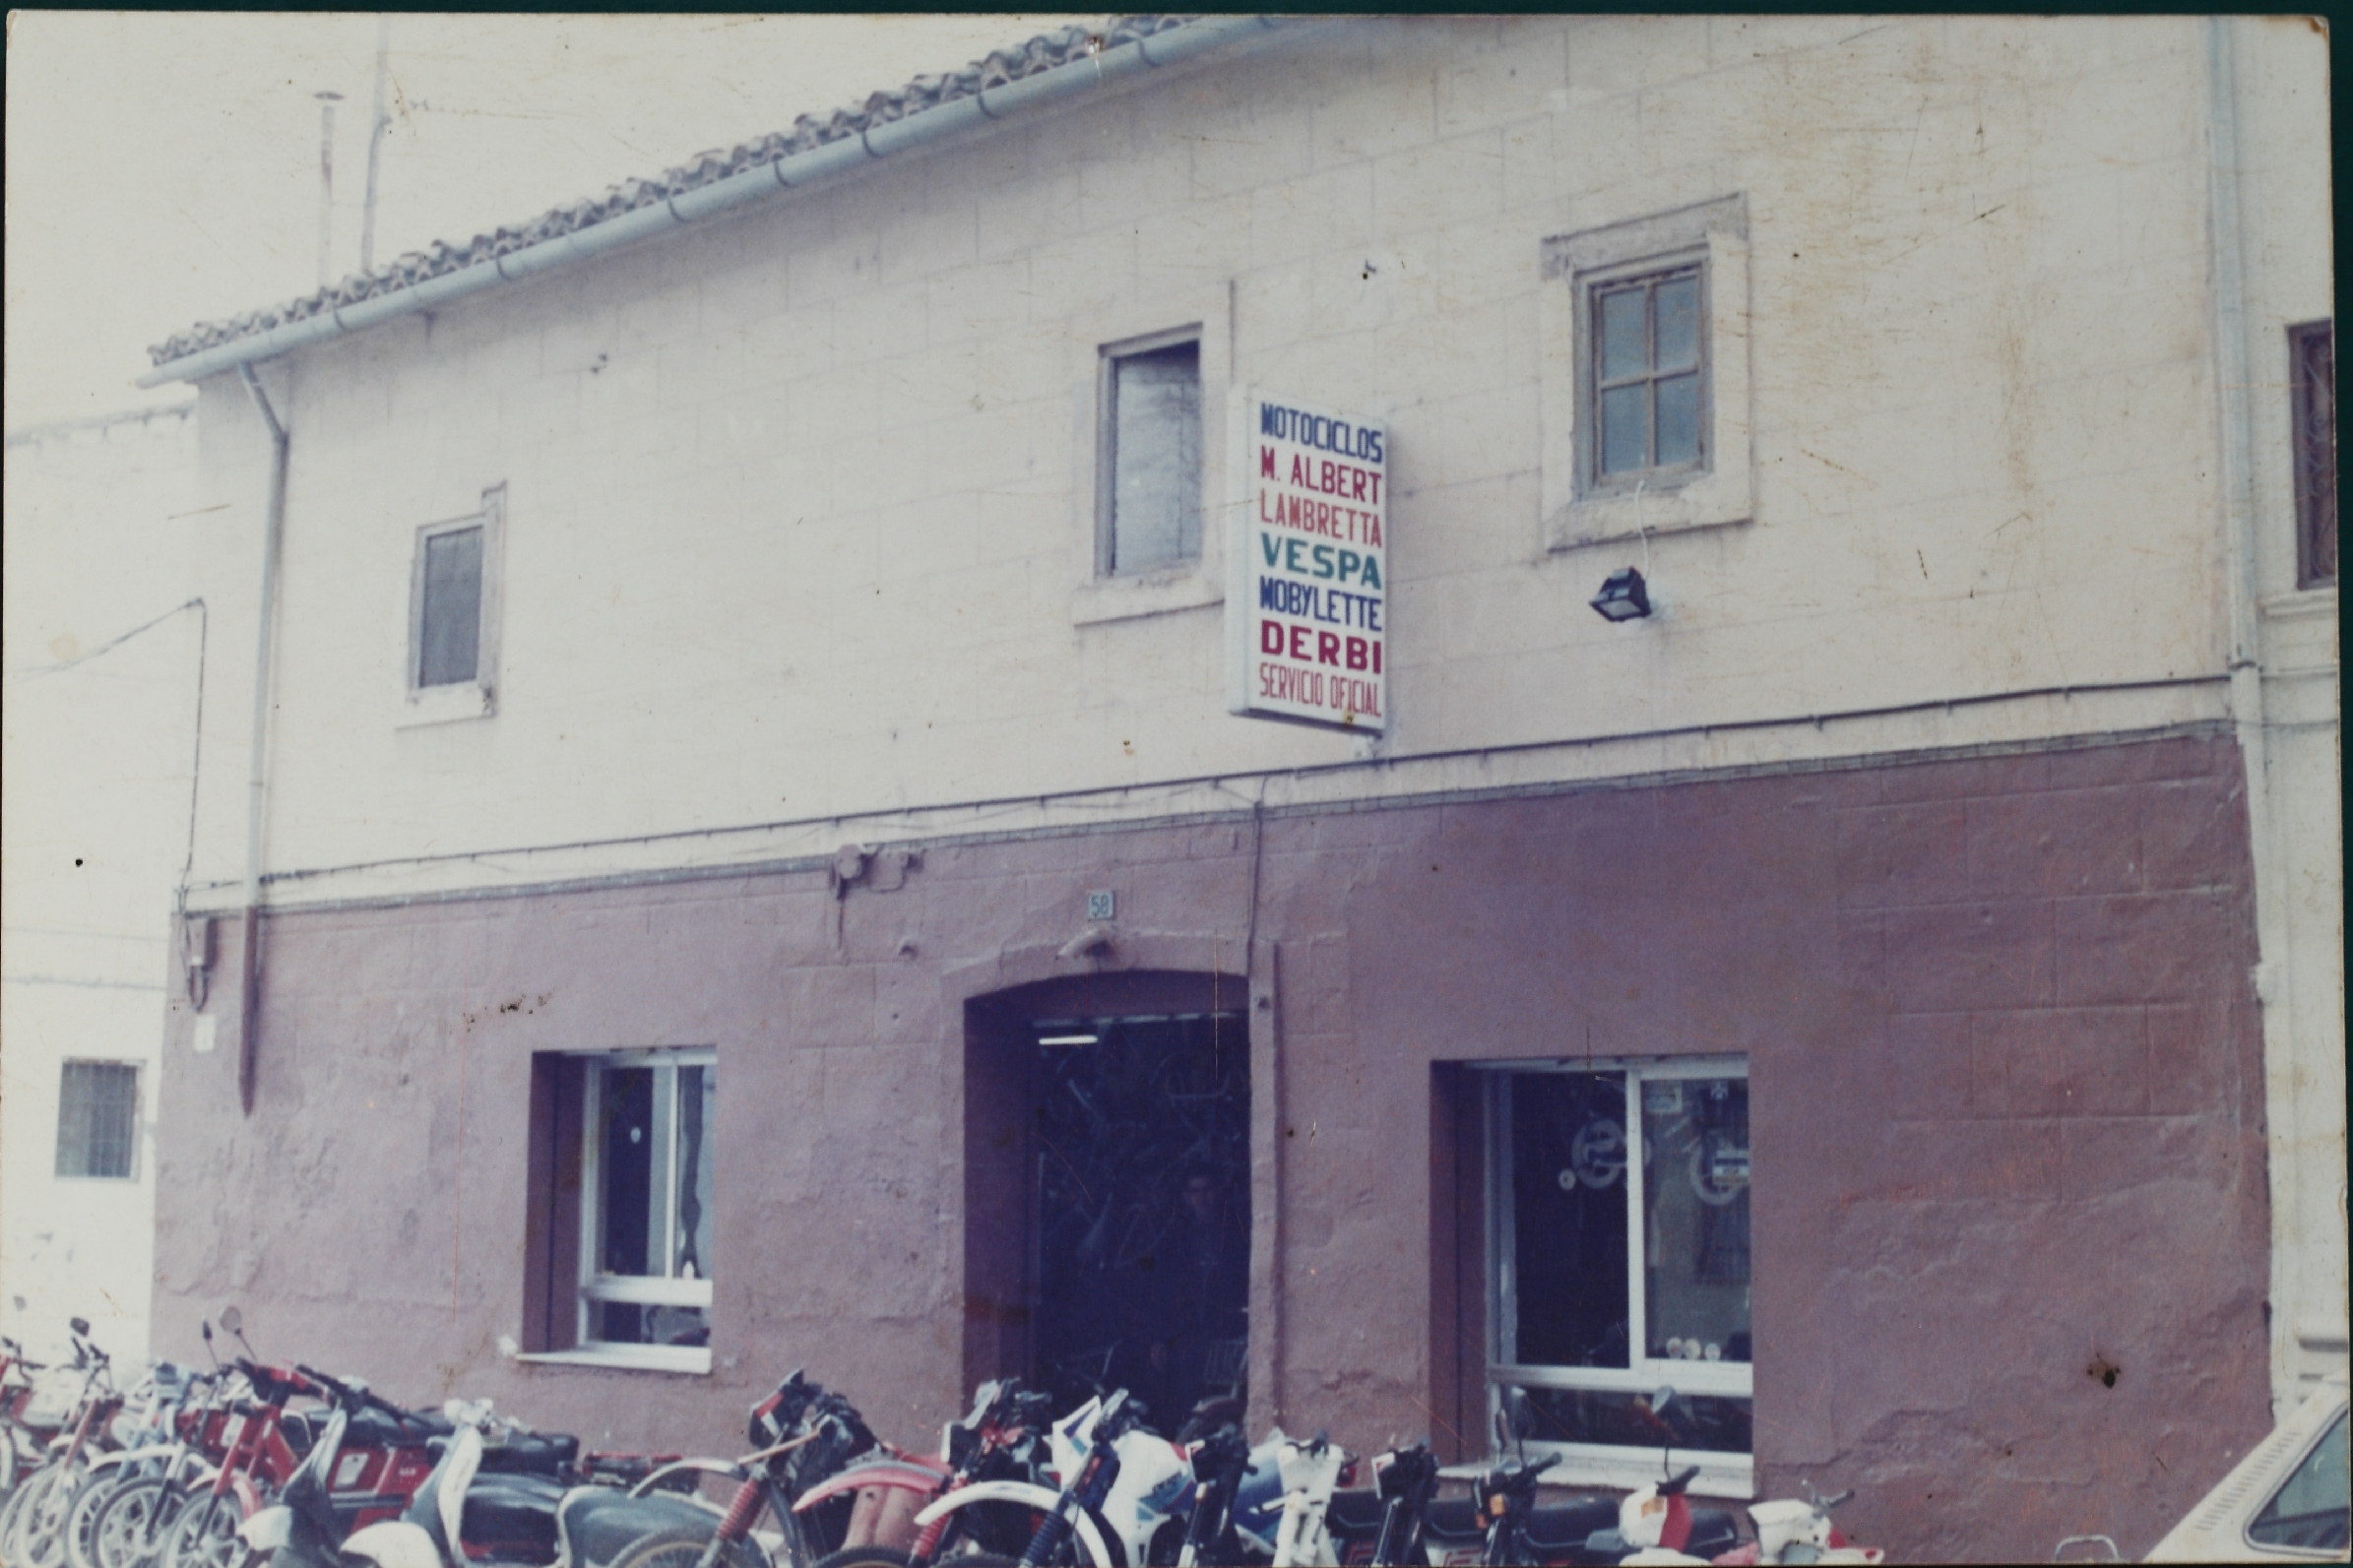 MOTOCICLOS
M. ALBERT
LAMBRETTA
VESPA
MOBYLETTE
DERBI
SERVICIO OFICIAL
58